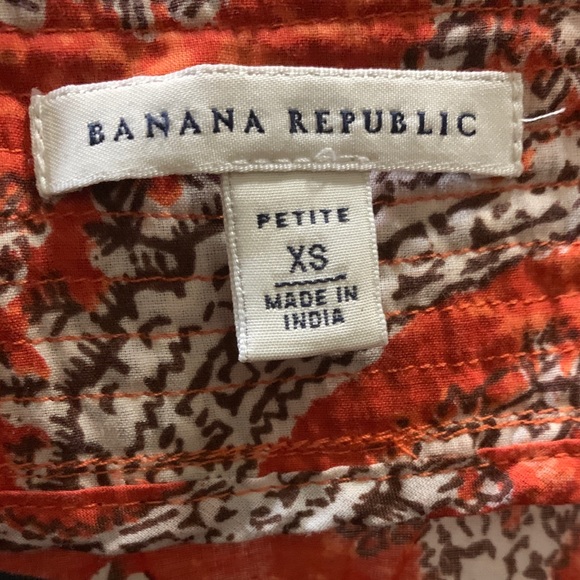 BANANA REPUBLIC
PETITE
XS
MADE IN
INDIA